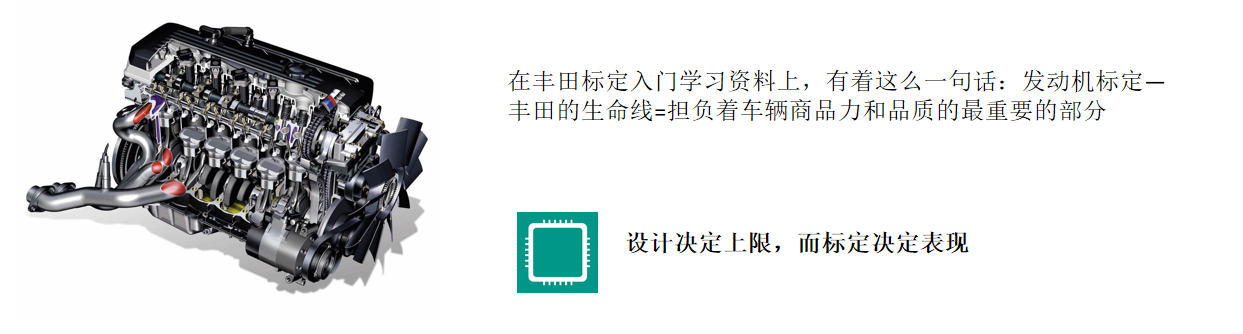 在丰田标定入门学习资料上，有着这么一句话：发动机标定—
丰田的生命线=担负着车辆商品力和品质的最重要的部分
设计决定上限，而标定决定表现